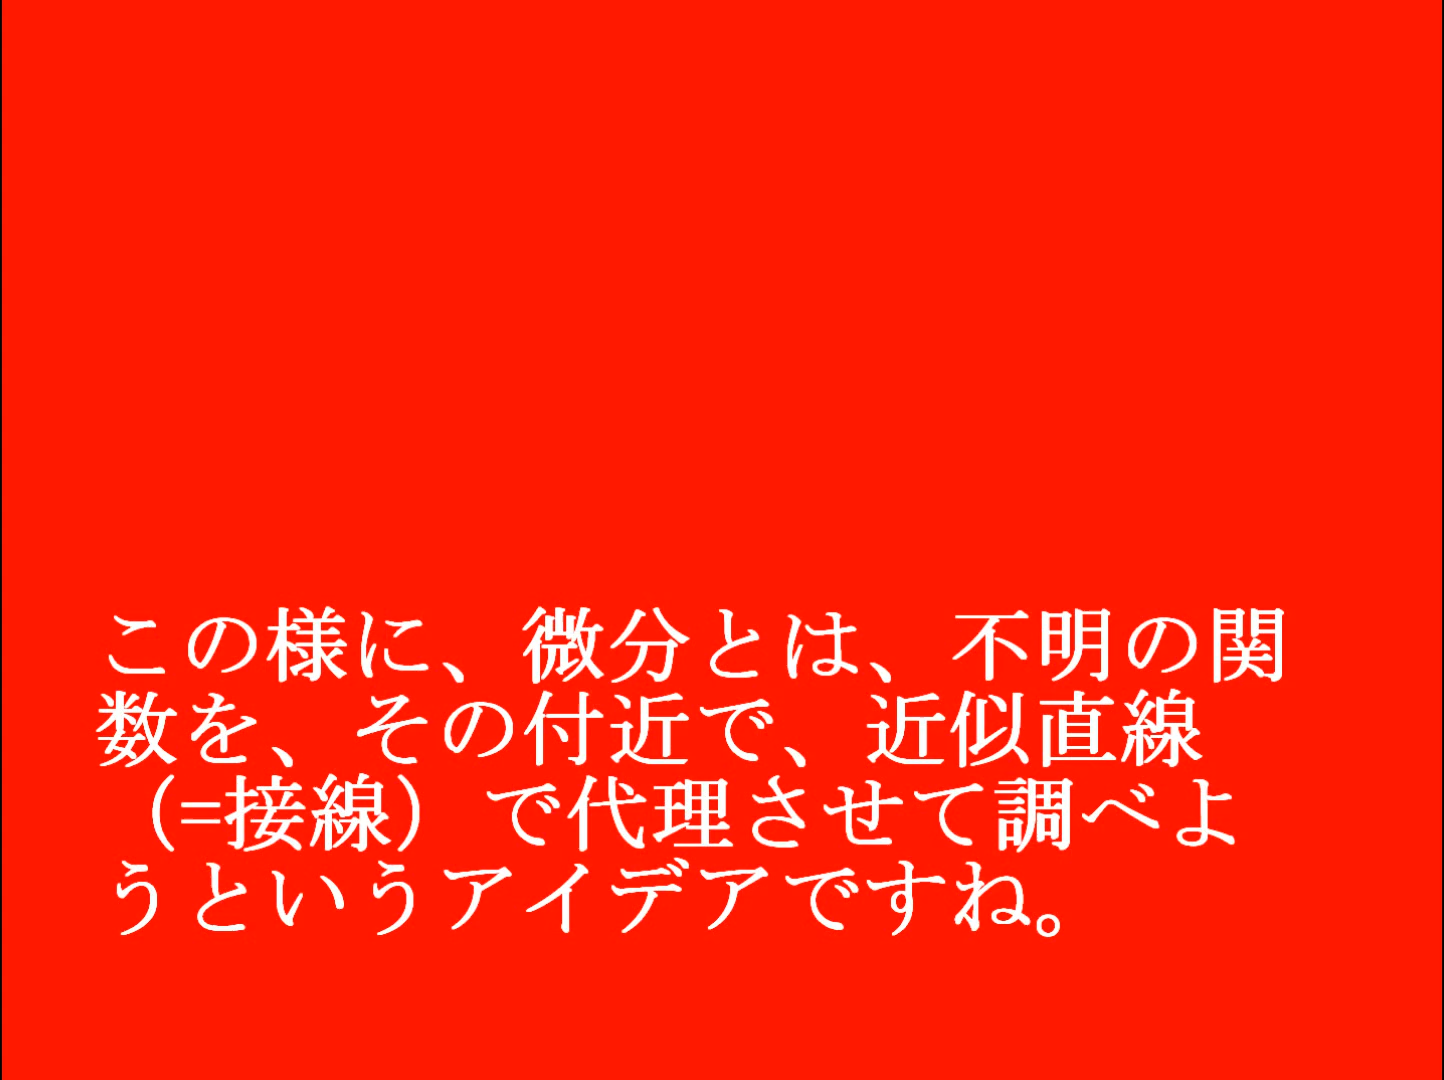 この様に、微分とは、不明の関
数を、その付近で、近似直線
（=接線）で代理させて調べよ
うというアイデアですね。